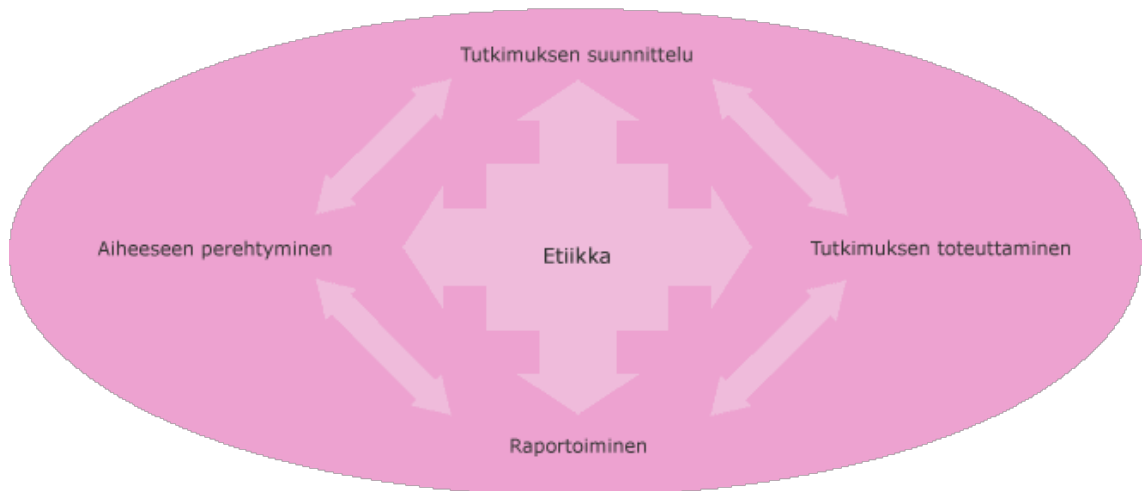 Tutkimuksen suunnittelu
Aiheeseen perehtyminen
Etiikka
Tutkimuksen toteuttaminen
Raportoiminen